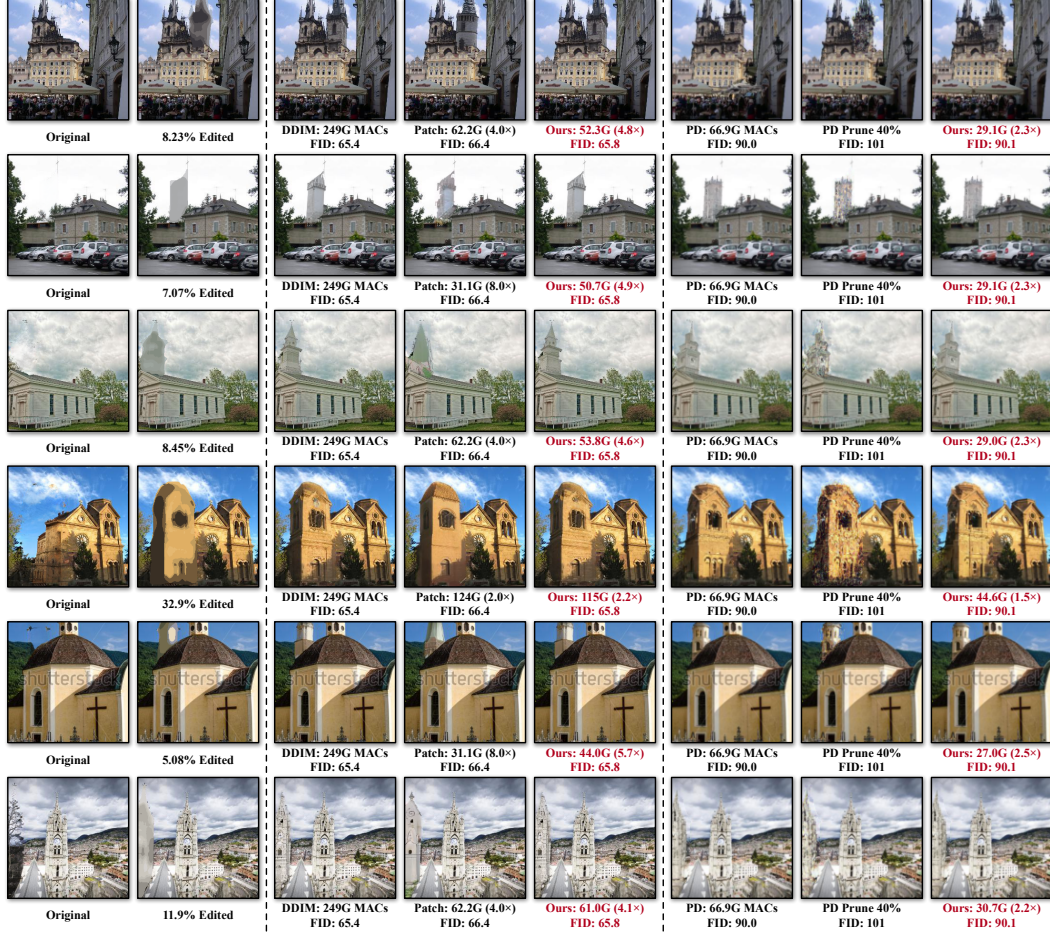 Original
8.23% Edited
DDIM: 249G MACs
FID: 65.4
Patch: 62.2G (4.0×)
FID: 66.4
Ours: 52.3G (4.8×)
FID: 65.8
PD: 66.9G MACs
FID: 90.0
PD Prune 40%
FID: 101
Ours: 29.1G (2.3×)
FID: 90.1
Original
7.07% Edited
DDIM: 249G MACs
FID: 65.4
Patch: 31.1G (8.0×)
FID: 66.4
Ours: 50.7G (4.9×)
FID: 65.8
PD: 66.9G MACs
FID: 90.0
PD Prune 40%
FID: 101
Ours: 29.1G (2.3×)
FID: 90.1
Original
8.45% Edited
DDIM: 249G MACs
FID: 65.4
Patch: 62.2G (4.0×)
FID: 66.4
Ours: 53.8G (4.6×)
FID: 65.8
PD: 66.9G MACs
FID: 90.0
PD Prune 40%
FID: 101
Ours: 29.0G (2.3×)
FID: 90.1
Original
32.9% Edited
DDIM: 249G MACs
FID: 65.4
Patch: 124G (2.0×)
FID: 66.4
Ours: 115G (2.2×)
FID: 65.8
PD: 66.9G MACs
FID: 90.0
PD Prune 40%
FID: 101
Ours: 44.6G (1.5×)
FID: 90.1
shutterstock
shutterstock
shutterstock
shutterstock
shutterstock
shutterstock
shutterstock
shutterstock
Original
5.08% Edited
DDIM: 249G MACs
FID: 65.4
Patch: 31.1G (8.0×)
FID: 66.4
Ours: 44.0G (5.7×)
FID: 65.8
PD: 66.9G MACs
FID: 90.0
PD Prune 40%
FID: 101
Ours: 27.0G (2.5×)
FID: 90.1
Original
11.9% Edited
DDIM: 249G MACs
FID: 65.4
Patch: 62.2G (4.0×)
FID: 66.4
Ours: 61.0G (4.1×)
FID: 65.8
PD: 66.9G MACs
FID: 90.0
PD Prune 40%
FID: 101
Ours: 30.7G (2.2×)
FID: 90.1